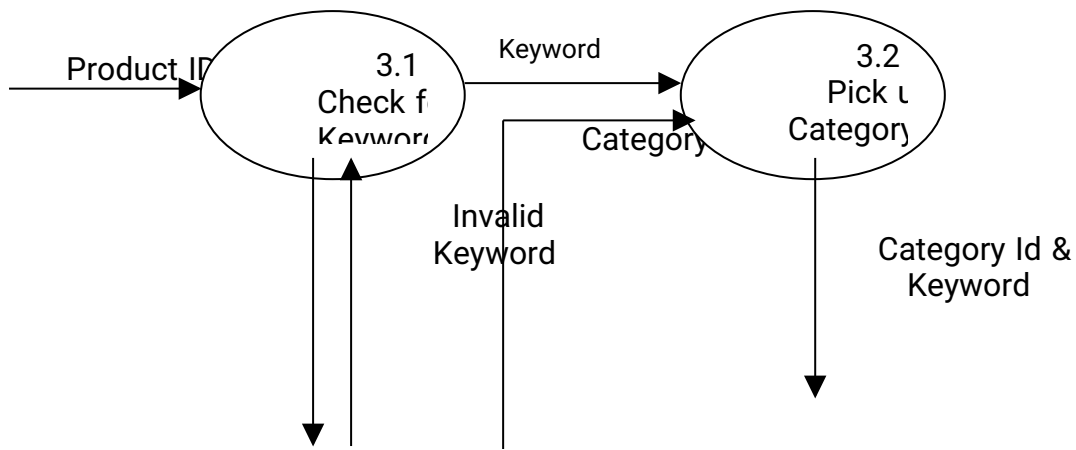 Product ID
3.1
Check f
Keyword
Keyword
Category
3.2
Pick u
Category
Invalid
Keyword
Category Id &
Keyword